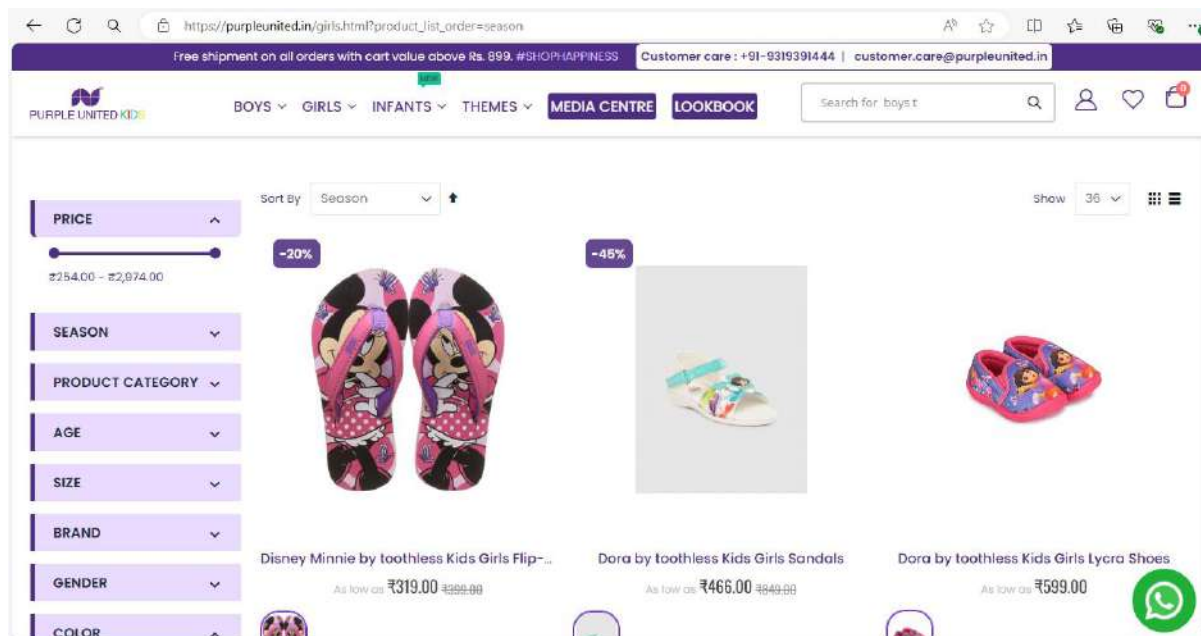 https://purpleunited.in/girls.html?product_list_order=season
Free shipment on all orders with cart value above Rs. 899. #SHOPHAPPINESS Customer care : +91-9319391444 | customer.care@purpleunited.in
NEW
PURPLE UNITED KIDS
BOYS GIRLS INFANTS THEMES MEDIA CENTRE LOOKBOOK Search for boys t 0
Sort By Season Show 36
PRICE
₹254.00 - ₹2,974.00
SEASON
PRODUCT CATEGORY
AGE
SIZE
BRAND
GENDER
COLOR
-20%
Disney Minnie by toothless Kids Girls Flip-...
As low as ₹319.00 ₹399.00
-45%
Dora by toothless Kids Girls Sandals
As low as ₹466.00 ₹849.00
Dora by toothless Kids Girls Lycra Shoes
As low as ₹599.00